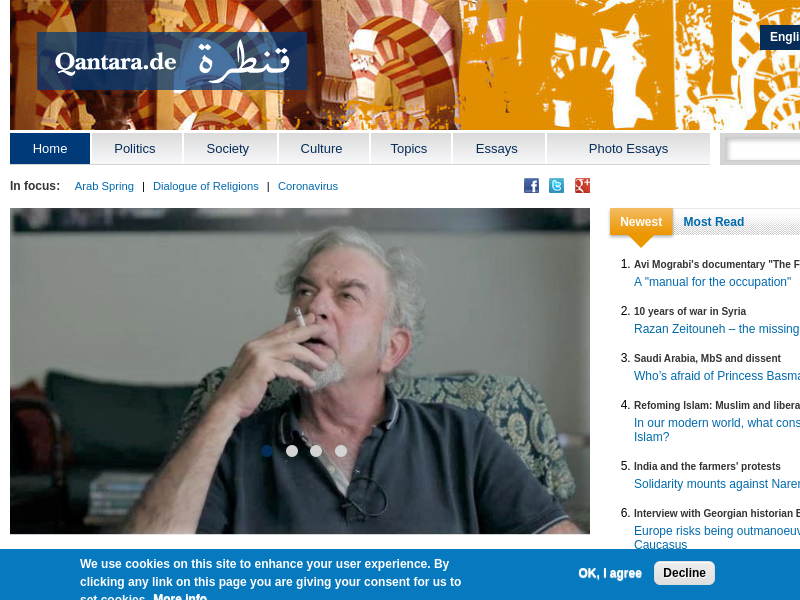 Qantara.de قنطرة
Engli
Home Politics Society Culture Topics Essays Photo Essays
In focus: Arab Spring | Dialogue of Religions | Coronavirus
Newest Most Read
1. Avi Mograbi's documentary "The F
A "manual for the occupation"
2. 10 years of war in Syria
Razan Zeitouneh – the missing
3. Saudi Arabia, MbS and dissent
Who's afraid of Princess Basma
4. Refoming Islam: Muslim and libera
In our modern world, what cons
Islam?
5. India and the farmers' protests
Solidarity mounts against Naren
6. Interview with Georgian historian B
Europe risks being outmanoeuv
Caucasus
We use cookies on this site to enhance your user experience. By
clicking any link on this page you are giving your consent for us to
set cookies. More info
OK, I agree Decline